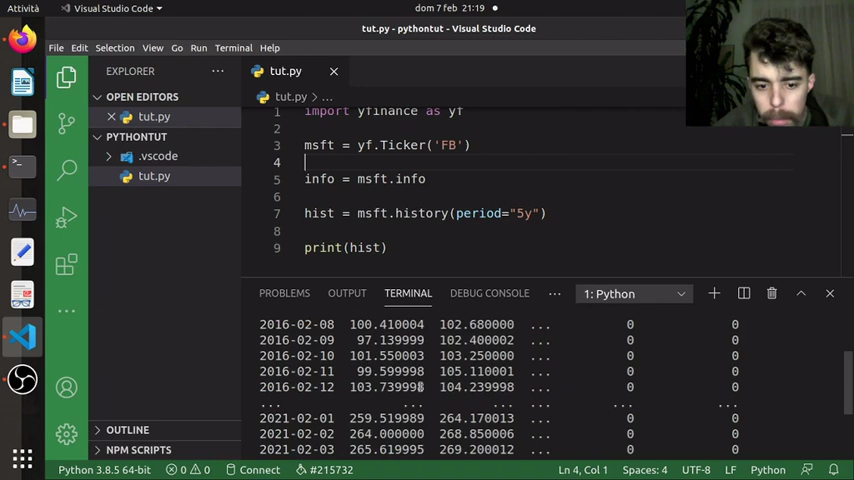 Attività
Visual Studio Code
dom 7 feb 21:19
tut.py - pythontut - Visual Studio Code
File Edit Selection View Go Run Terminal Help
EXPLORER
OPEN EDITORS
tut.py
PYTHONTUT
.vscode
tut.py
OUTLINE
NPM SCRIPTS
tut.py
tut.py > ...
1 import yfinance as yf
2
3 msft = yf.Ticker('FB')
4
5 info = msft.info
6
7 hist = msft.history(period="5y")
8
9 print(hist)
PROBLEMS OUTPUT TERMINAL DEBUG CONSOLE ... 1: Python
2016-02-08 100.410004 102.680000 ... 0 0
2016-02-09 97.139999 102.400002 ... 0 0
2016-02-10 101.550003 103.250000 ... 0 0
2016-02-11 99.599998 105.110001 ... 0 0
2016-02-12 103.739998 104.239998 ... 0 0
... ... ... ... ... ...
2021-02-01 259.519989 264.170013 ... 0 0
2021-02-02 264.000000 268.850006 ... 0 0
2021-02-03 265.619995 269.200012 ... 0 0
Python 3.8.5 64-bit 0 0 Connect #215732 Ln 4, Col 1 Spaces: 4 UTF-8 LF Python